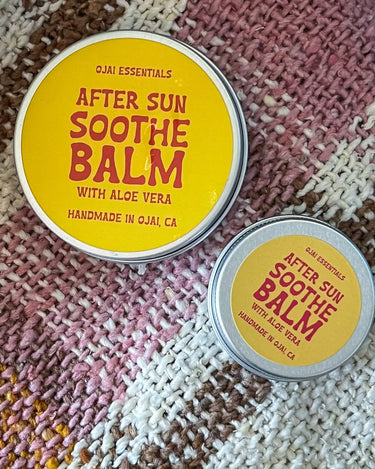 OJAI ESSENTIALS
AFTER SUN
SOOTHE
BALM
WITH ALOE VERA
HANDMADE IN OJAI, CA
OJAI ESSENTIALS
AFTER SUN
SOOTHE
BALM
WITH ALOE VERA
HANDMADE IN OJAI, CA